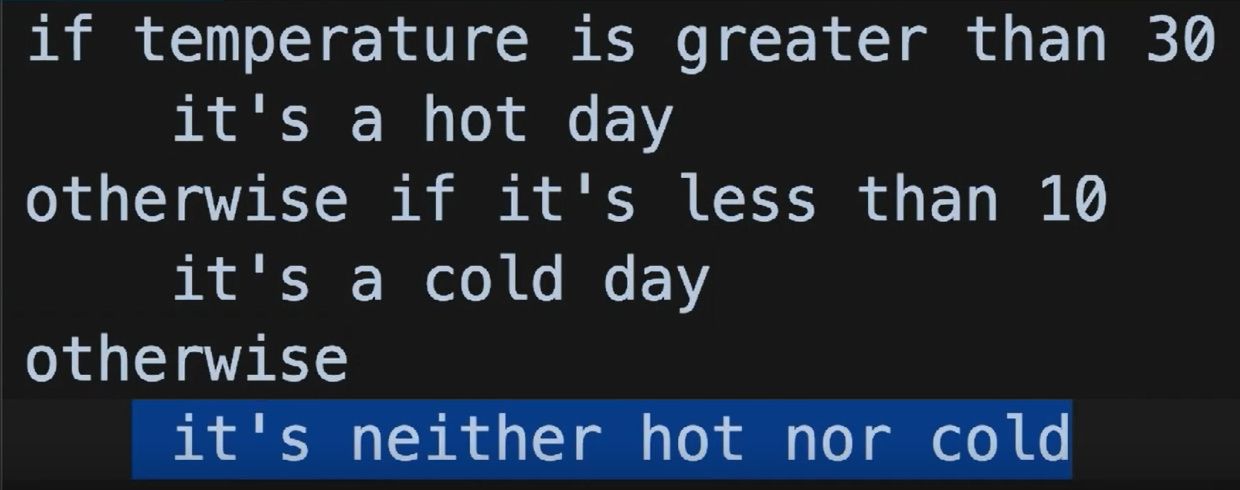 if temperature is greater than 30
it's a hot day
otherwise if it's less than 10
it's a cold day
otherwise
it's neither hot nor cold